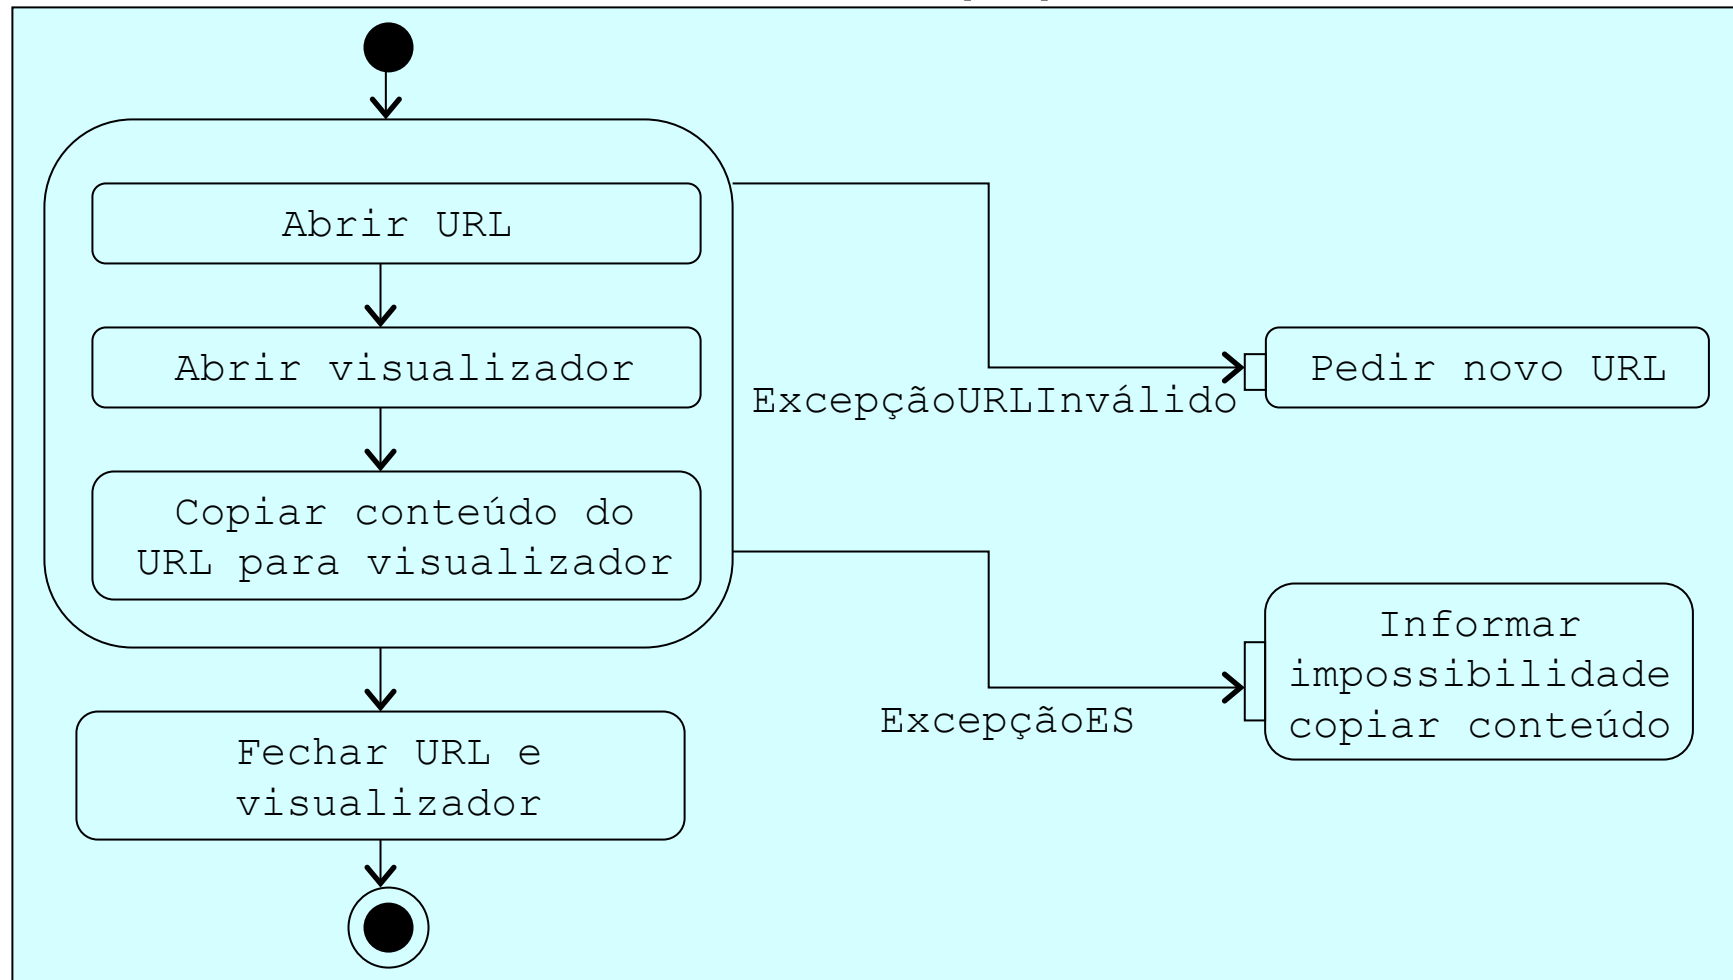 Abrir URL
Abrir visualizador
Copiar conteúdo do
URL para visualizador
Fechar URL e
visualizador
ExcepçãoURLInválido
Pedir novo URL
ExcepçãoES
Informar
impossibilidade
copiar conteúdo